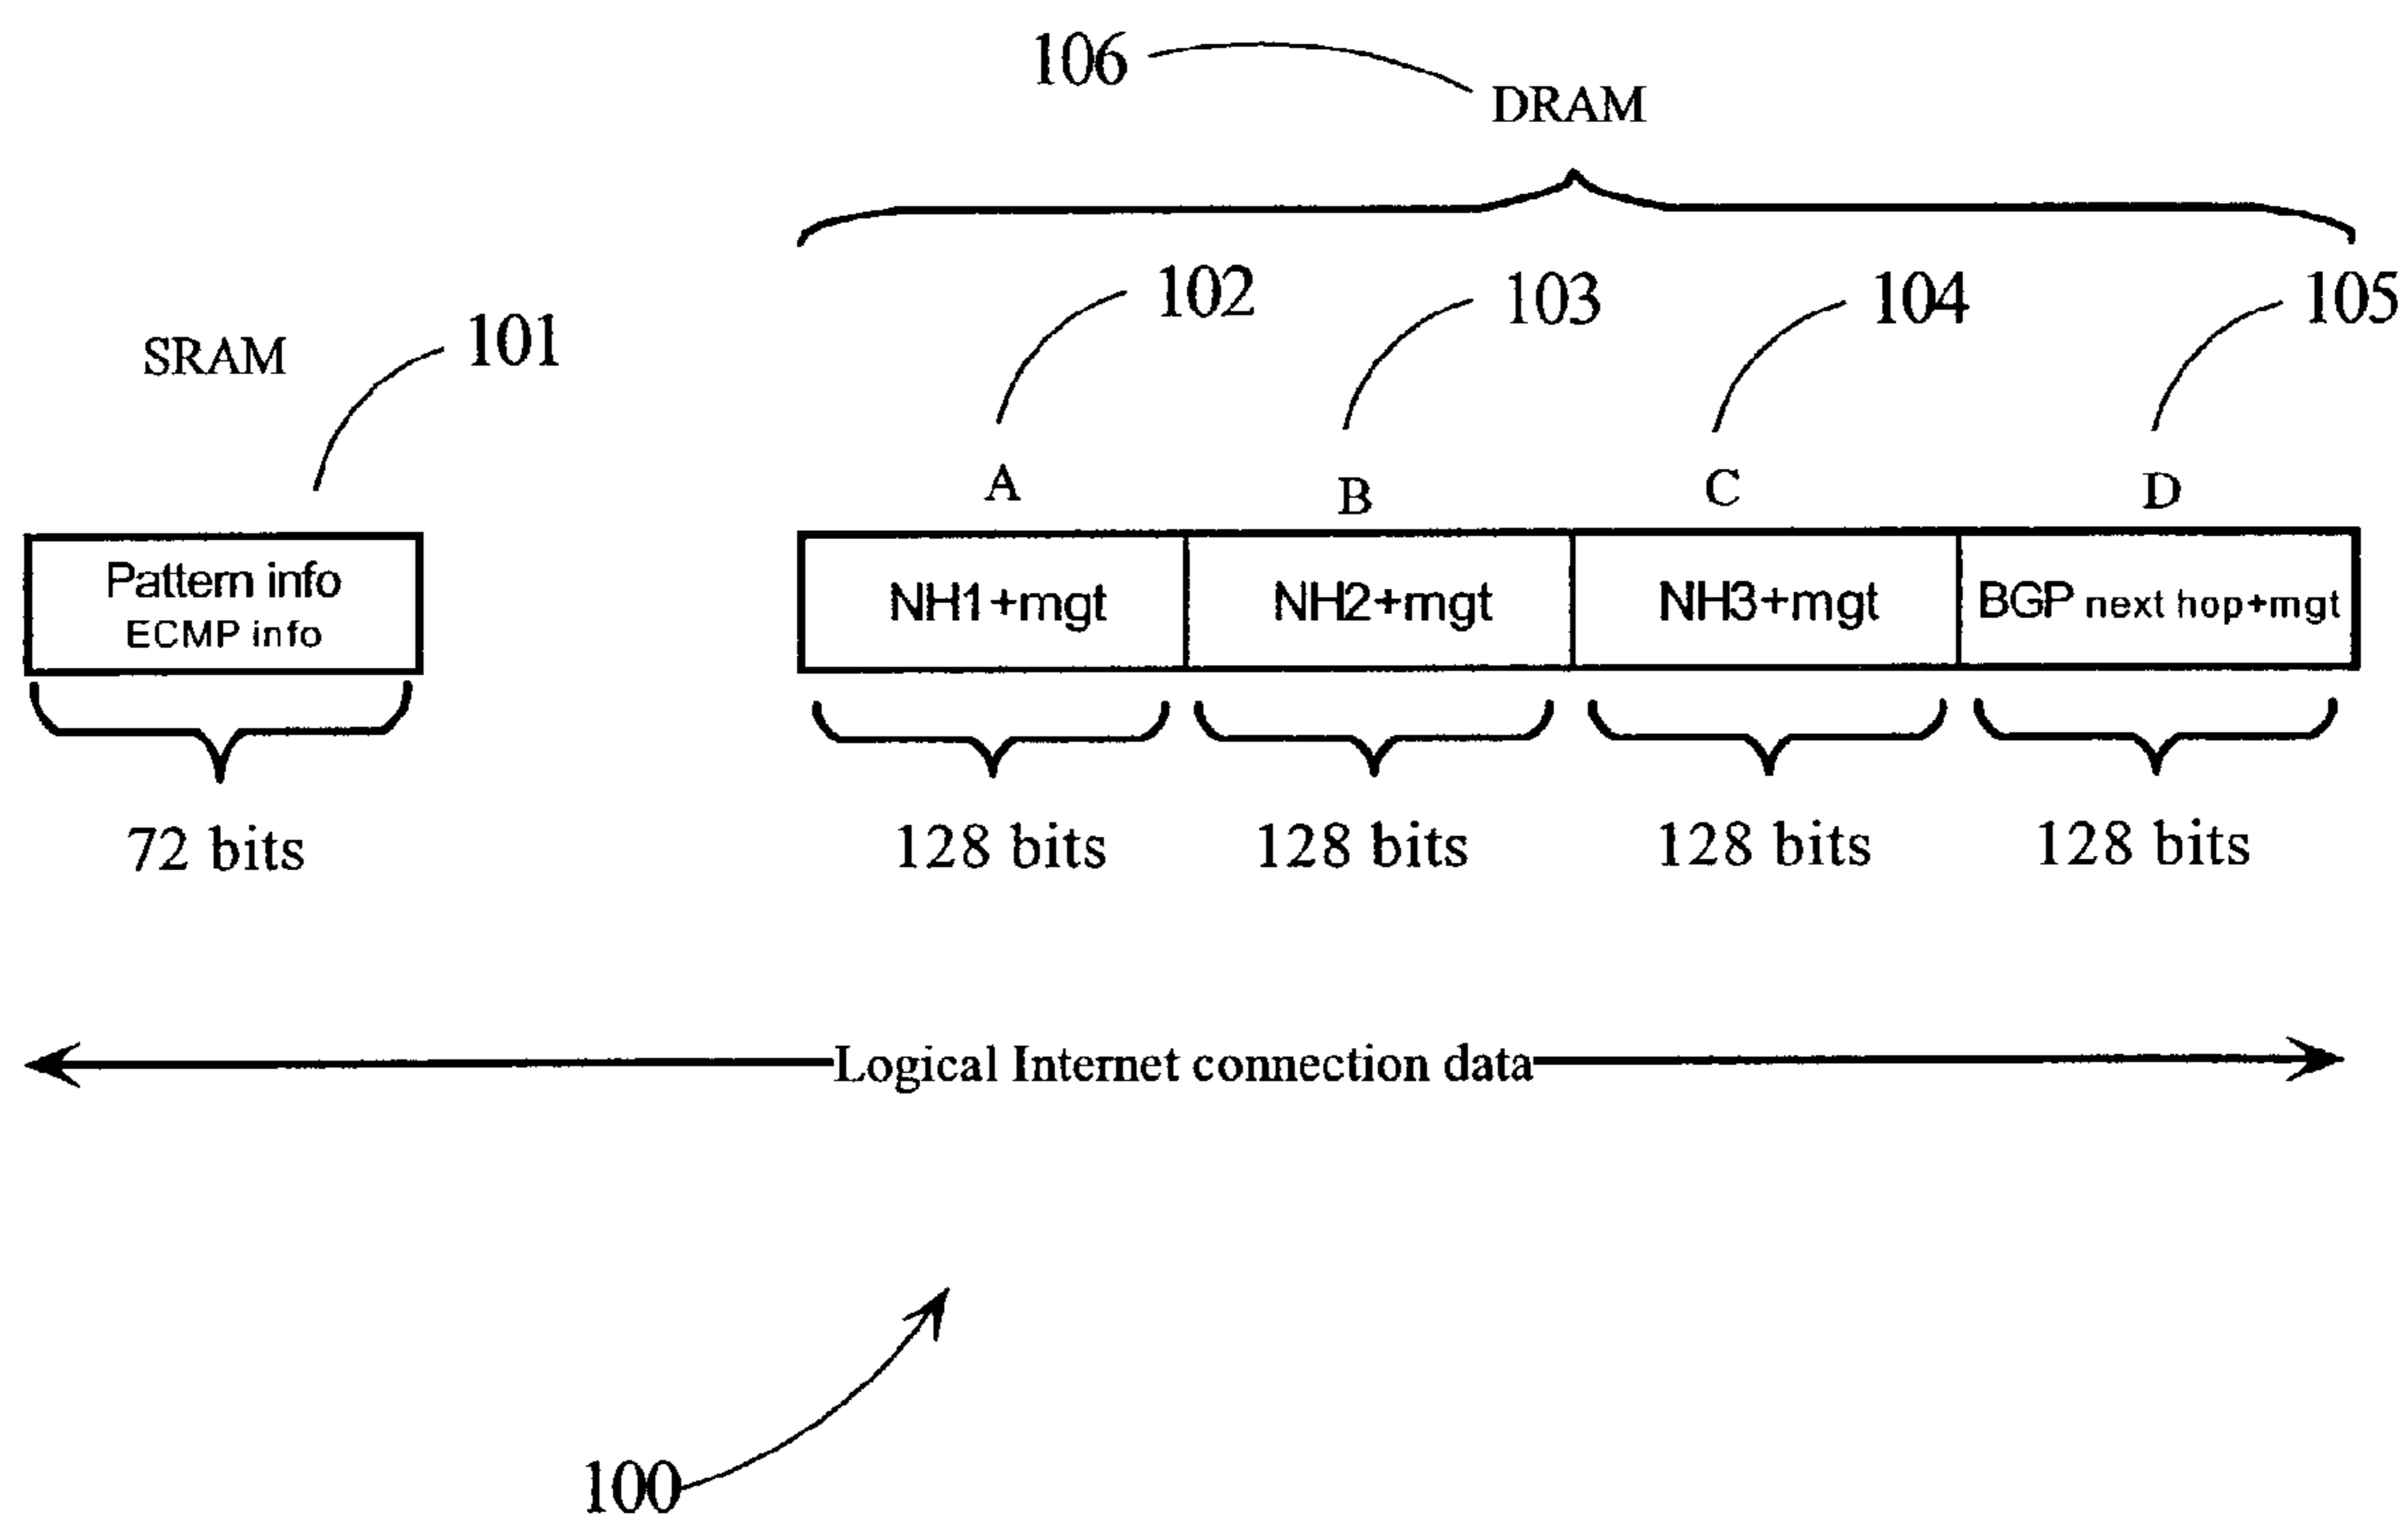 106
DRAM
102
103
104
105
SRAM
101
A
B
C
D
Pattern info
ECMP info
NH1+mgt
NH2+mgt
NH3+mgt
BGP next hop+mgt
72 bits
128 bits
128 bits
128 bits
128 bits
Logical Internet connection data
100